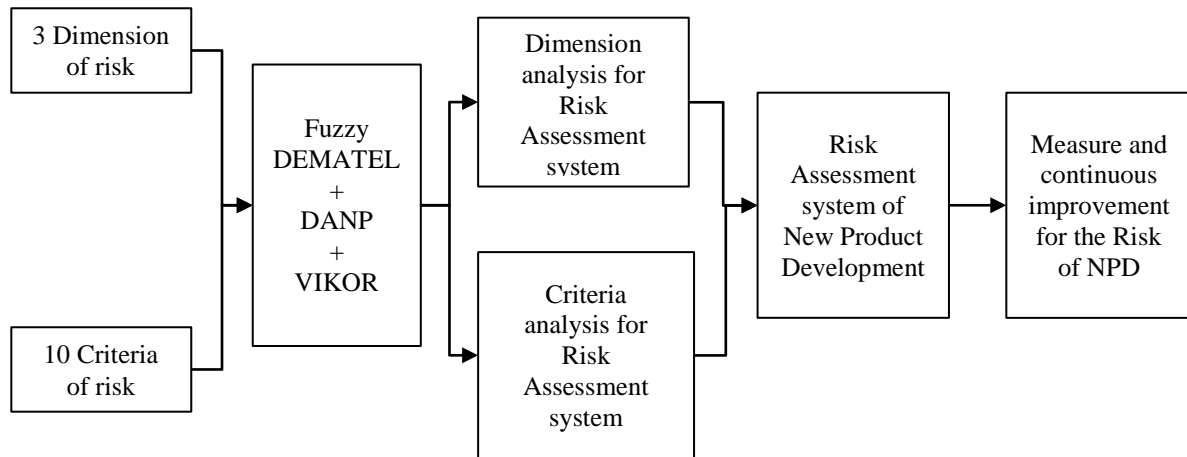 3 Dimension
of risk
10 Criteria
of risk
Fuzzy
DEMATEL
+
DANP
+
VIKOR
Dimension
analysis for
Risk
Assessment
system
Criteria
analysis for
Risk
Assessment
system
Risk
Assessment
system of
New Product
Development
Measure and
continuous
improvement
for the Risk
of NPD